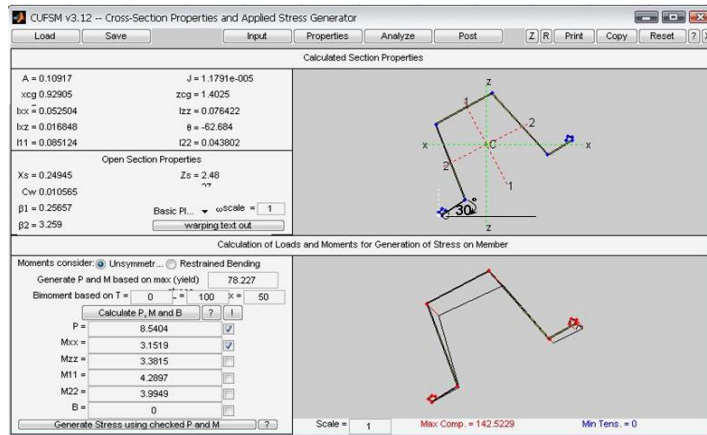 CUFSM v3.12 -- Cross-Section Properties and Applied Stress Generator
Load Save Input Properties Analyze Post Z R Print Copy Reset ?
Calculated Section Properties
A = 0.10917 J = 1.1791e-005
xcg = 0.92905 zcg = 1.4025
Ixx = 0.052504 Izz = 0.076422
Ixz = 0.016848 θ = -62.684
I11 = 0.085124 I22 = 0.043802
Open Section Properties
Xs = 0.24945 Zs = 2.48
Cw = 0.010565
β1 = 0.25657 Basic Pl... ωscale = 1
β2 = 3.259 warping text out
z
1
2
x C x
2
1
30°
z
Calculation of Loads and Moments for Generation of Stress on Member
Moments consider: Unsymmetr... Restrained Bending
Generate P and M based on max (yield) 78.227
Bimoment based on T = 0 = 100 x = 50
Calculate P, M and B ? !
P = 8.5404
Mxx = 3.1519
Mzz = 3.3815
M11 = 4.2897
M22 = 3.9949
B = 0
Generate Stress using checked P and M ?
Scale = 1 Max Comp. = 142.5229 Min Tens. = 0